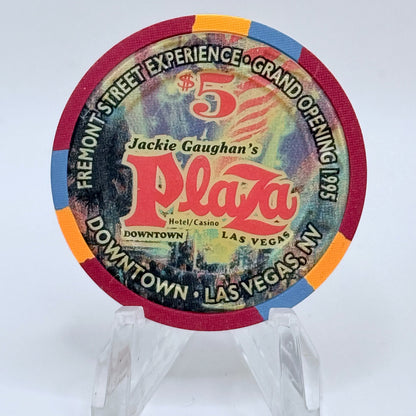 FREMONT STREET EXPERIENCE • GRAND OPENING 1995
$5
Jackie Gaughan's
Plaza
Hotel/Casino
DOWNTOWN LAS VEGAS
DOWNTOWN • LAS VEGAS, NV